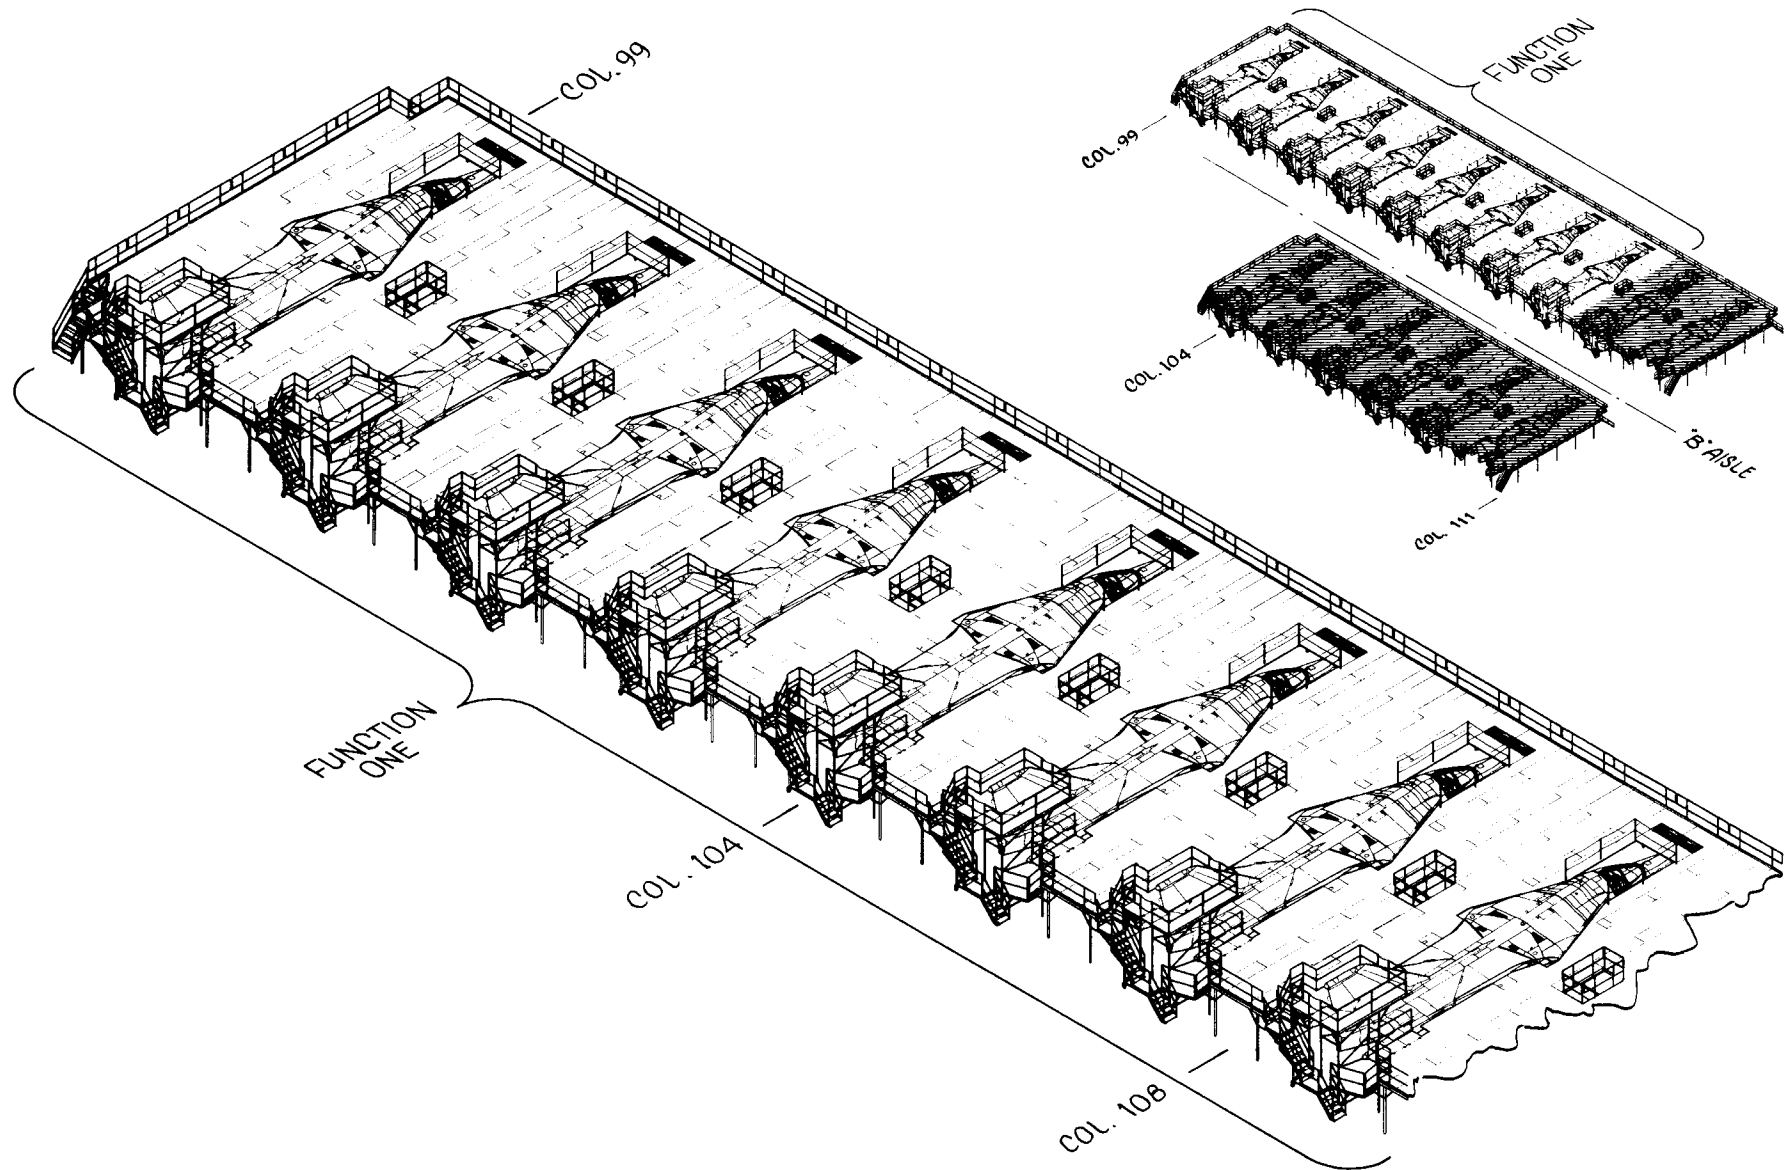 COL. 99
FUNCTION
ONE
COL. 99
COL. 104
"B" AISLE
COL. 111
FUNCTION
ONE
COL. 104
COL. 108